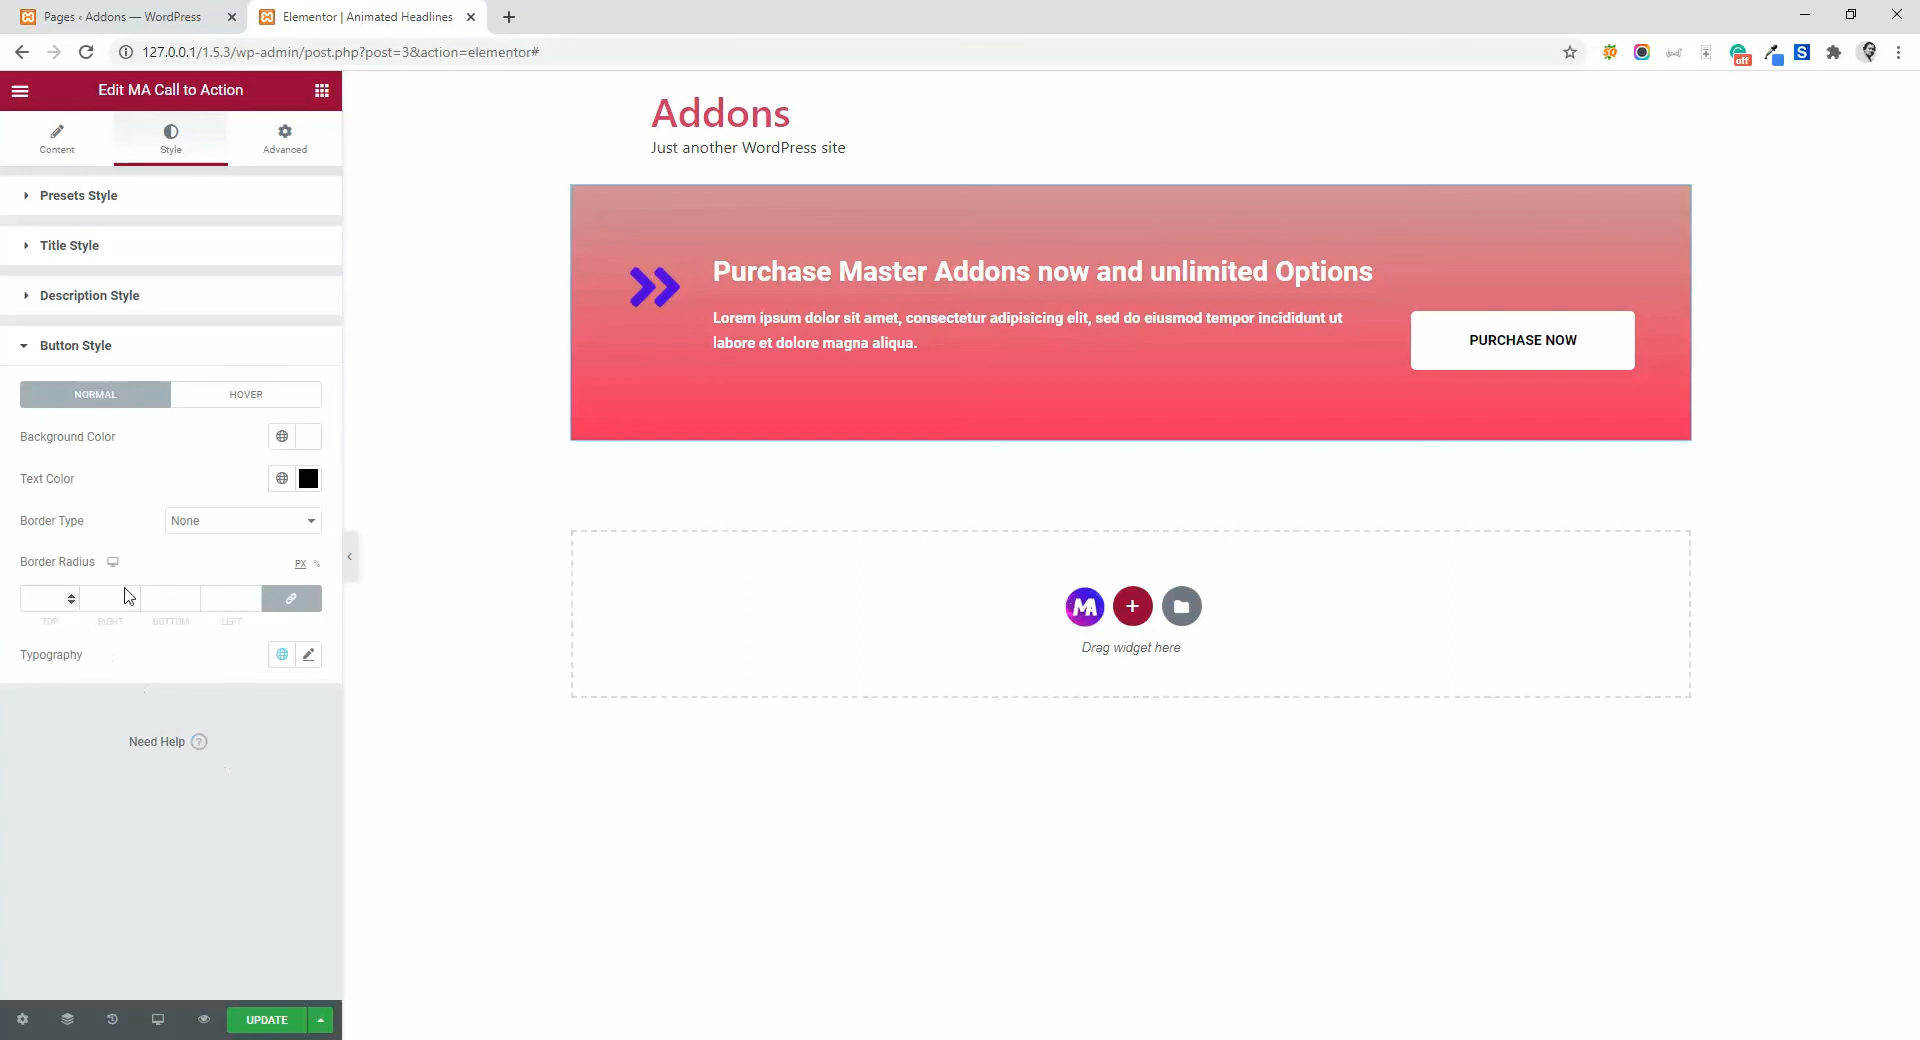 Pages ‹ Addons — WordPress
Elementor | Animated Headlines
127.0.0.1/1.5.3/wp-admin/post.php?post=3&action=elementor#
off
S
Edit MA Call to Action
Content
Style
Advanced
Presets Style
Title Style
Description Style
Button Style
NORMAL
HOVER
Background Color
Text Color
Border Type
None
Border Radius
PX %
TOP RIGHT BOTTOM LEFT
Typography
Need Help ?
UPDATE
Addons
Just another WordPress site
Purchase Master Addons now and unlimited Options
Lorem ipsum dolor sit amet, consectetur adipisicing elit, sed do eiusmod tempor incididunt ut
labore et dolore magna aliqua.
PURCHASE NOW
MA
Drag widget here